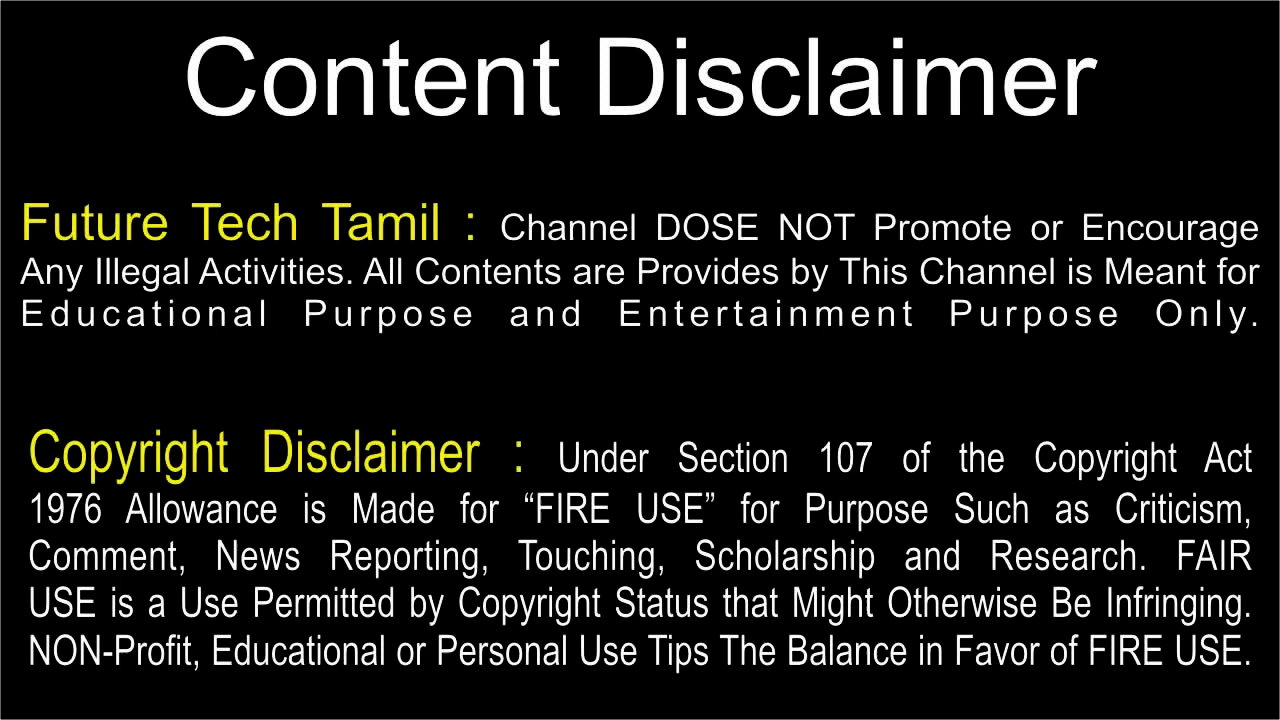 Content Disclaimer
Future Tech Tamil : Channel DOSE NOT Promote or Encourage
Any Illegal Activities. All Contents are Provides by This Channel is Meant for
Educational Purpose and Entertainment Purpose Only.
Copyright Disclaimer : Under Section 107 of the Copyright Act
1976 Allowance is Made for “FIRE USE” for Purpose Such as Criticism,
Comment, News Reporting, Touching, Scholarship and Research. FAIR
USE is a Use Permitted by Copyright Status that Might Otherwise Be Infringing.
NON-Profit, Educational or Personal Use Tips The Balance in Favor of FIRE USE.